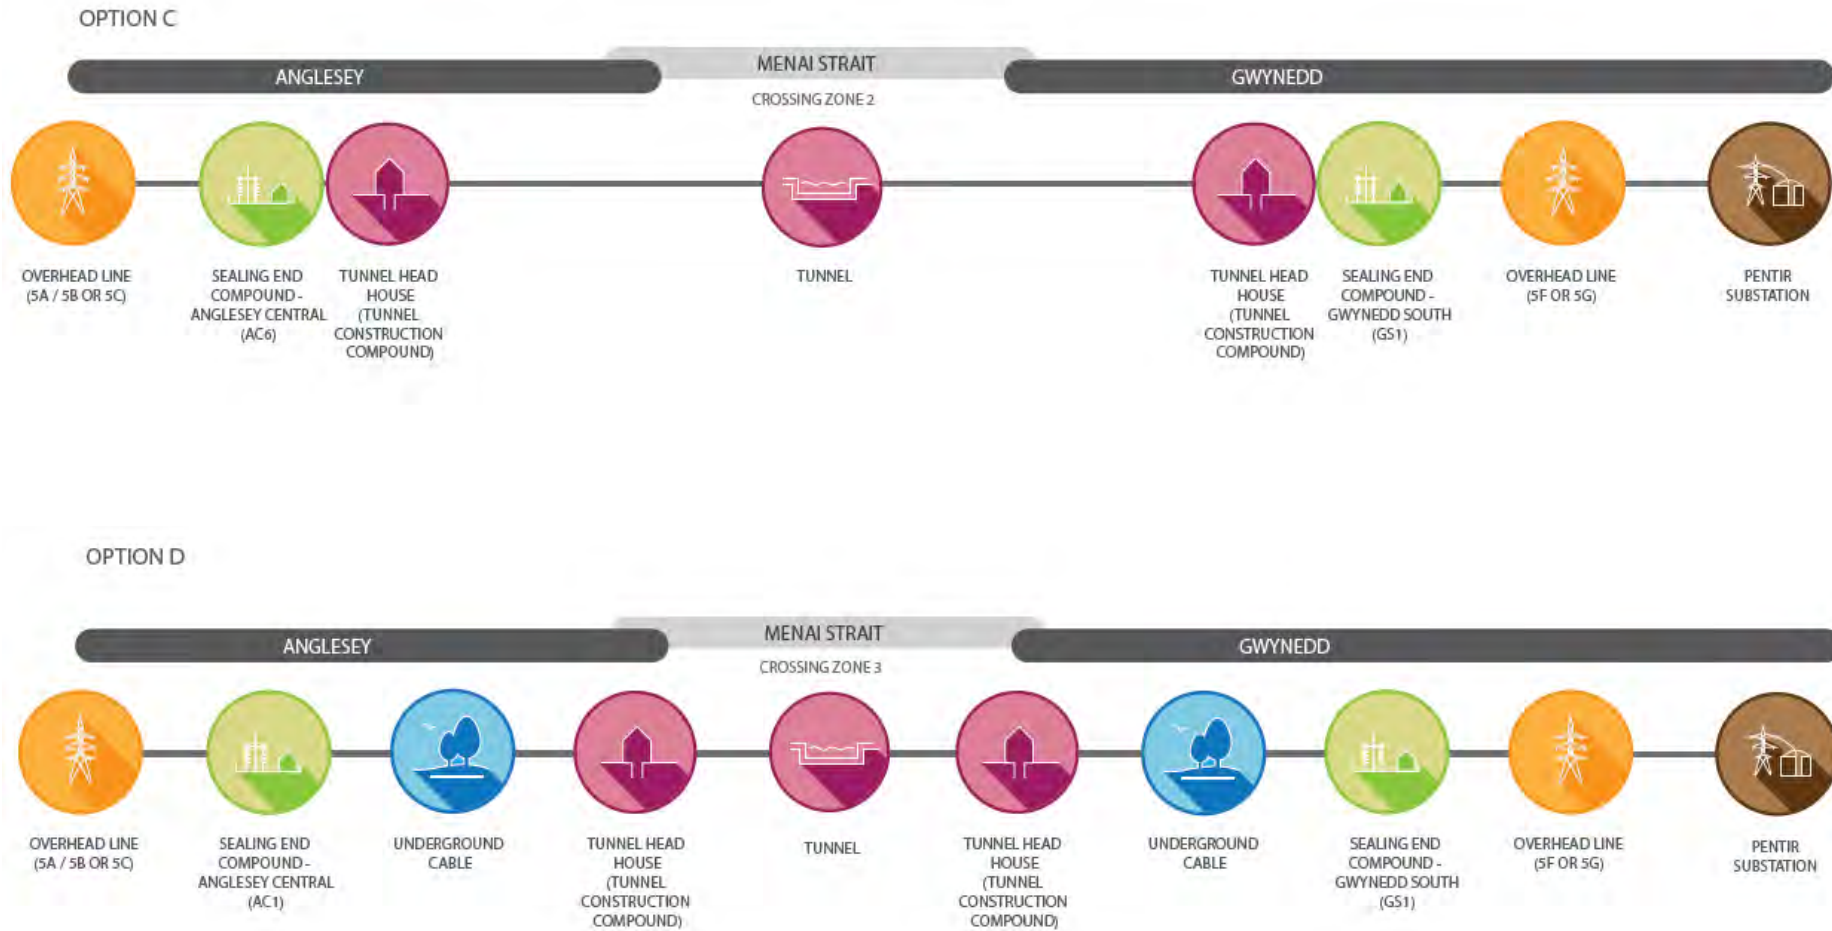 OPTION C
ANGLESEY
MENAI STRAIT
GWYNEDD
CROSSING ZONE 2
OVERHEAD LINE
(5A / 5B OR 5C)
SEALING END
COMPOUND -
ANGLESEY CENTRAL
(AC6)
TUNNEL HEAD
HOUSE
(TUNNEL
CONSTRUCTION
COMPOUND)
TUNNEL
TUNNEL HEAD
HOUSE
(TUNNEL
CONSTRUCTION
COMPOUND)
SEALING END
COMPOUND -
GWYNEDD SOUTH
(GS1)
OVERHEAD LINE
(5F OR 5G)
PENTIR
SUBSTATION
OPTION D
ANGLESEY
MENAI STRAIT
GWYNEDD
CROSSING ZONE 3
OVERHEAD LINE
(5A / 5B OR 5C)
SEALING END
COMPOUND -
ANGLESEY CENTRAL
(AC1)
UNDERGROUND
CABLE
TUNNEL HEAD
HOUSE
(TUNNEL
CONSTRUCTION
COMPOUND)
TUNNEL
TUNNEL HEAD
HOUSE
(TUNNEL
CONSTRUCTION
COMPOUND)
UNDERGROUND
CABLE
SEALING END
COMPOUND -
GWYNEDD SOUTH
(GS1)
OVERHEAD LINE
(5F OR 5G)
PENTIR
SUBSTATION